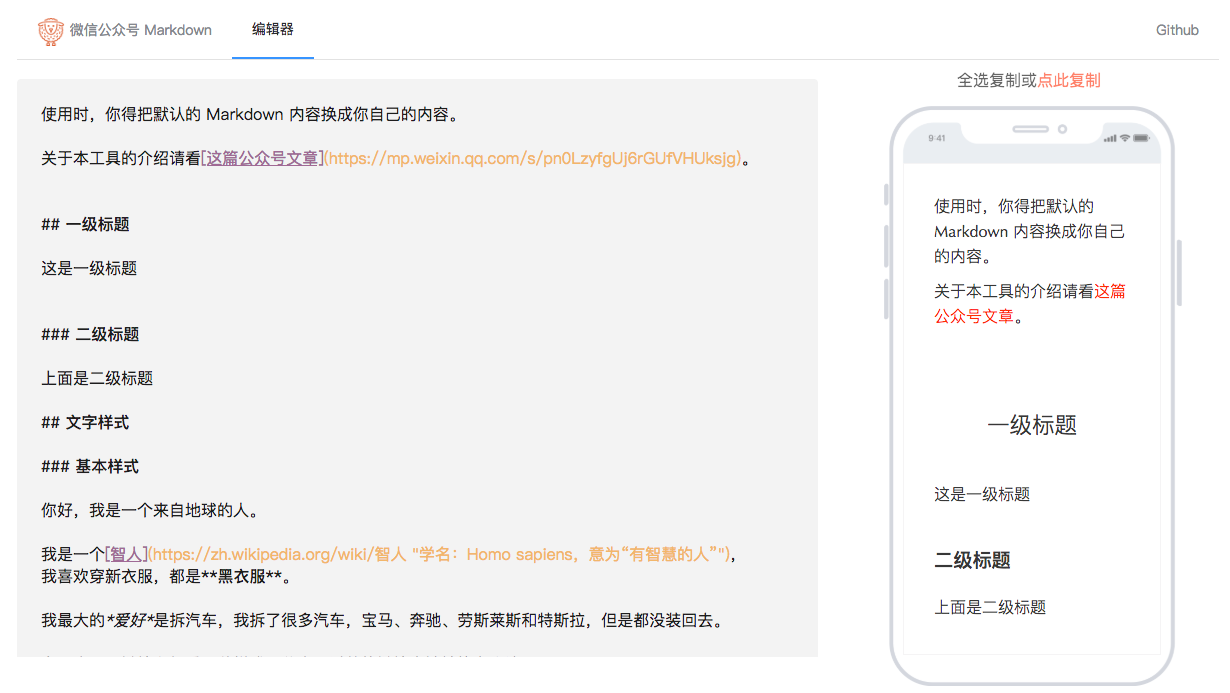 微信公众号 Markdown
编辑器
Github
使用时，你得把默认的 Markdown 内容换成你自己的内容。
关于本工具的介绍请看[这篇公众号文章](https://mp.weixin.qq.com/s/pn0LzyfgUj6rGUfVHUksjg)。
## 一级标题
这是一级标题
### 二级标题
上面是二级标题
## 文字样式
### 基本样式
你好，我是一个来自地球的人。
我是一个[智人](https://zh.wikipedia.org/wiki/智人 "学名：Homo sapiens，意为“有智慧的人”")，
我喜欢穿新衣服，都是**黑衣服**。
我最大的*爱好*是拆汽车，我拆了很多汽车，宝马、奔驰、劳斯莱斯和特斯拉，但是都没装回去。
全选复制或点此复制
9:41
使用时，你得把默认的
Markdown 内容换成你自己
的内容。
关于本工具的介绍请看这篇
公众号文章。
一级标题
这是一级标题
二级标题
上面是二级标题